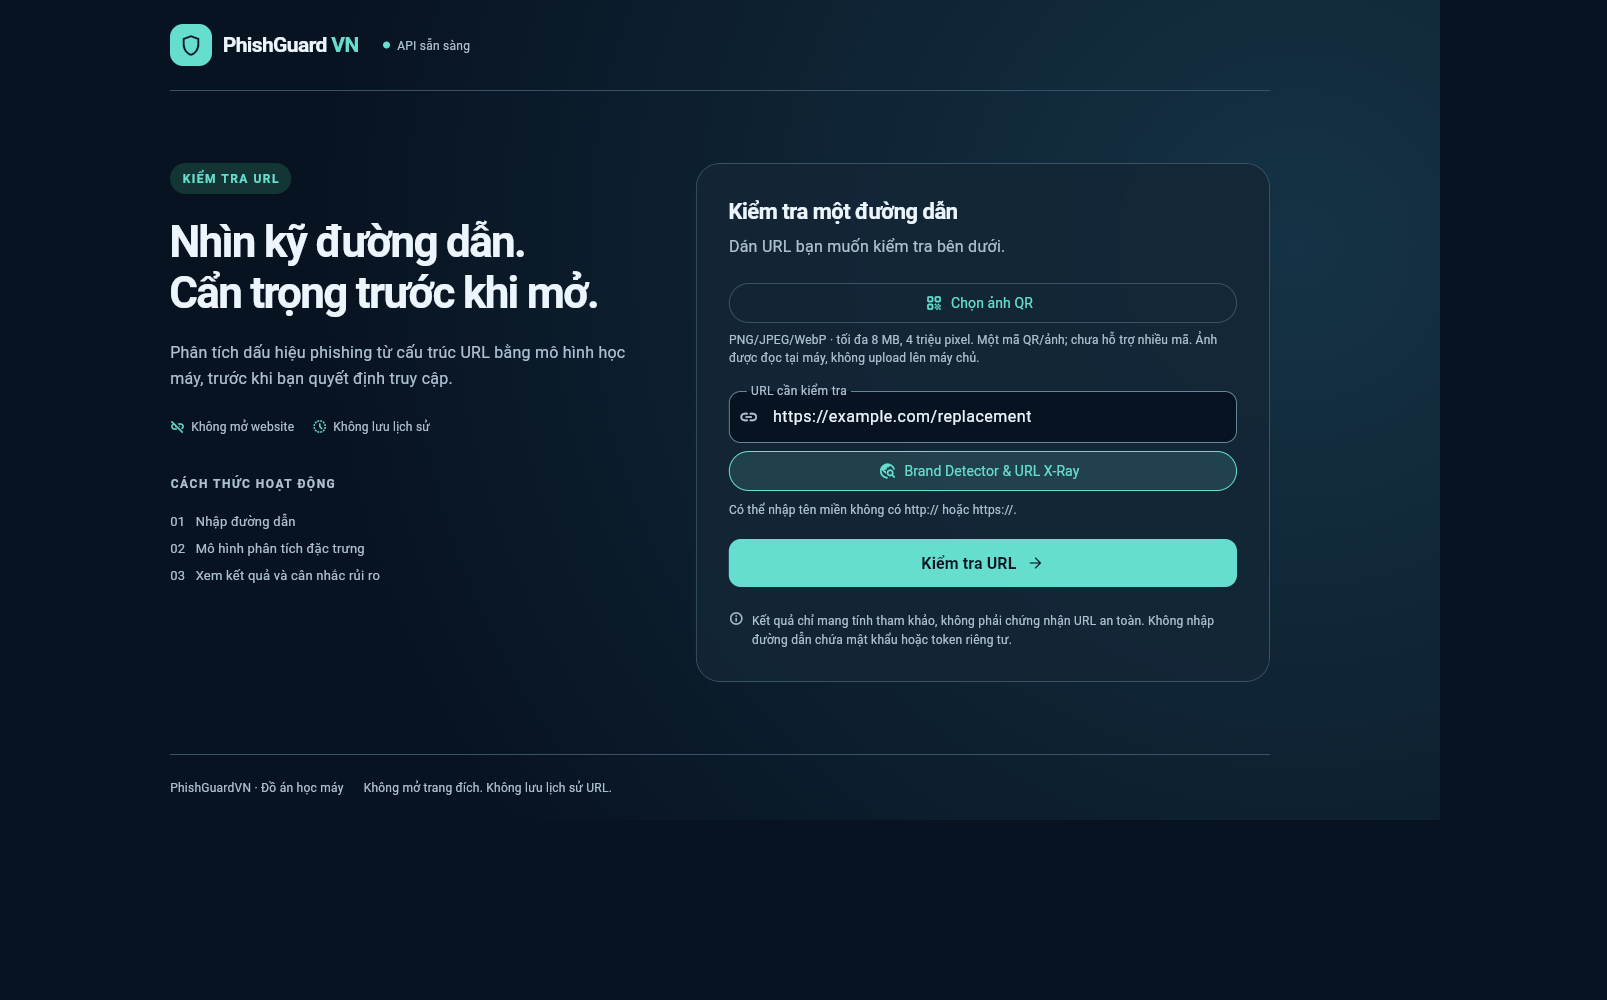 PhishGuard VN
API sẵn sàng
KIỂM TRA URL
Nhìn kỹ đường dẫn.
Cẩn trọng trước khi mở.
Phân tích dấu hiệu phishing từ cấu trúc URL bằng mô hình học
máy, trước khi bạn quyết định truy cập.
Không mở website
Không lưu lịch sử
CÁCH THỨC HOẠT ĐỘNG
01 Nhập đường dẫn
02 Mô hình phân tích đặc trưng
03 Xem kết quả và cân nhắc rủi ro
Kiểm tra một đường dẫn
Dán URL bạn muốn kiểm tra bên dưới.
Chọn ảnh QR
PNG/JPEG/WebP · tối đa 8 MB, 4 triệu pixel. Một mã QR/ảnh; chưa hỗ trợ nhiều mã. Ảnh
được đọc tại máy, không upload lên máy chủ.
URL cần kiểm tra
https://example.com/replacement
Brand Detector & URL X-Ray
Có thể nhập tên miền không có http:// hoặc https://.
Kiểm tra URL
Kết quả chỉ mang tính tham khảo, không phải chứng nhận URL an toàn. Không nhập
đường dẫn chứa mật khẩu hoặc token riêng tư.
PhishGuardVN · Đồ án học máy
Không mở trang đích. Không lưu lịch sử URL.